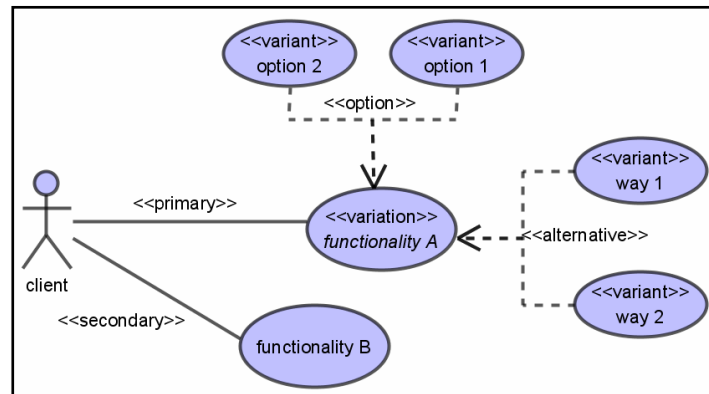 <<variant>>
option 2
<<variant>>
option 1
<<option>>
<<variant>>
way 1
<<primary>>
<<variation>>
functionality A
<<alternative>>
client
<<variant>>
way 2
<<secondary>>
functionality B